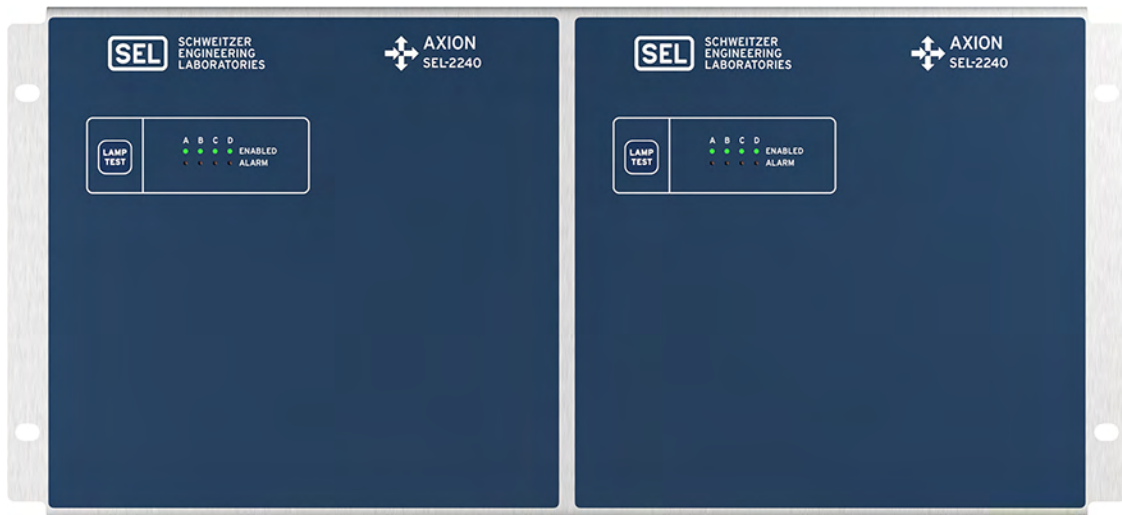 SEL
SCHWEITZER
ENGINEERING
LABORATORIES
AXION
SEL-2240
LAMP
TEST
A B C D
ENABLED
ALARM
SEL
SCHWEITZER
ENGINEERING
LABORATORIES
AXION
SEL-2240
LAMP
TEST
A B C D
ENABLED
ALARM